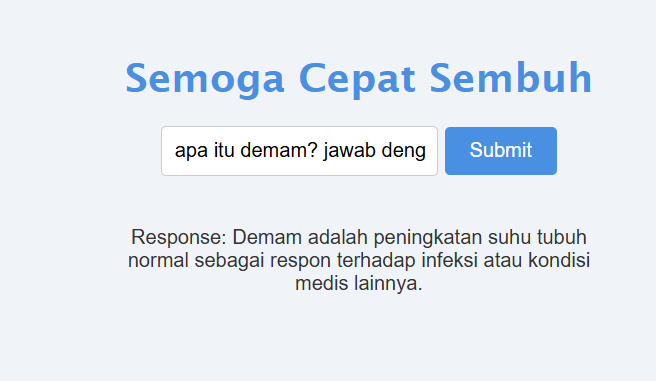 Semoga Cepat Sembuh
apa itu demam? jawab deng
Submit
Response: Demam adalah peningkatan suhu tubuh
normal sebagai respon terhadap infeksi atau kondisi
medis lainnya.